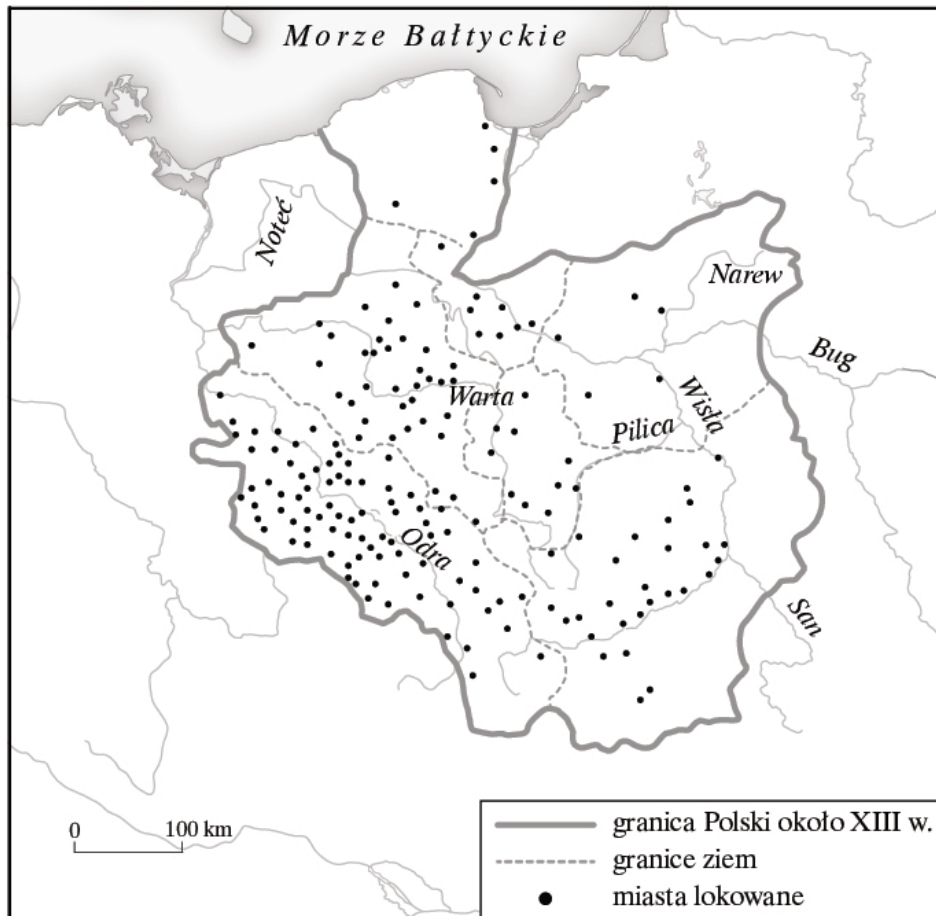 Morze Bałtyckie
Noteć
Narew
Bug
Warta
Wisła
Pilica
Odra
San
0 100 km
granica Polski około XIII w.
granice ziem
miasta lokowane